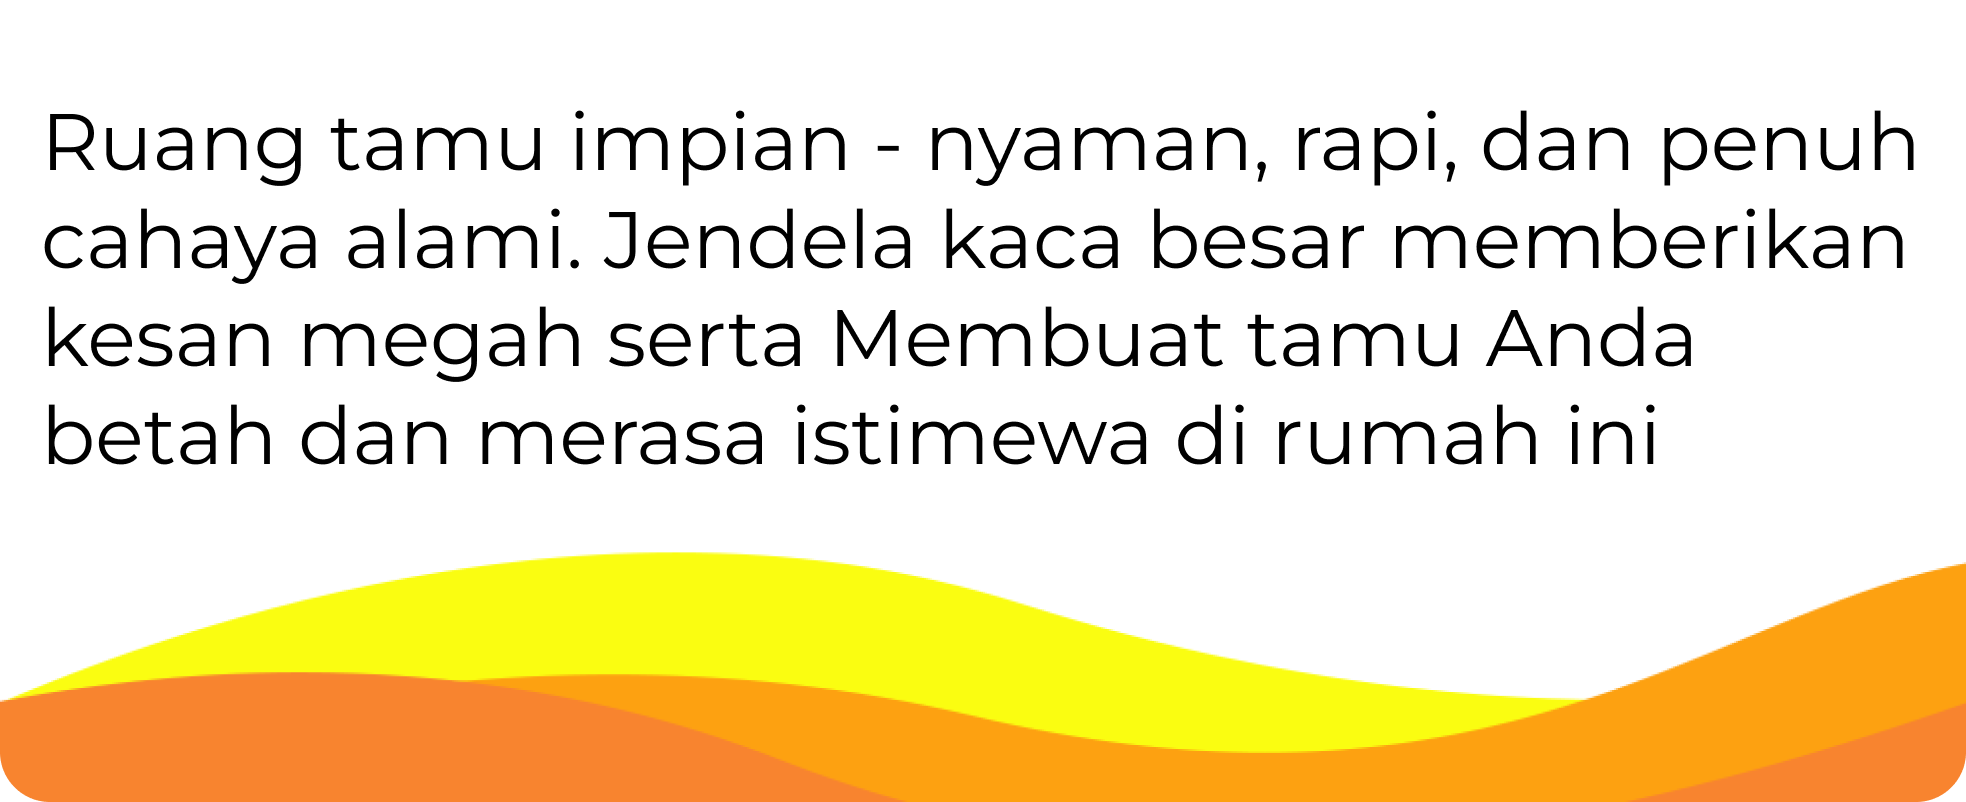 Ruang tamu impian - nyaman, rapi, dan penuh
cahaya alami. Jendela kaca besar memberikan
kesan megah serta Membuat tamu Anda
betah dan merasa istimewa di rumah ini